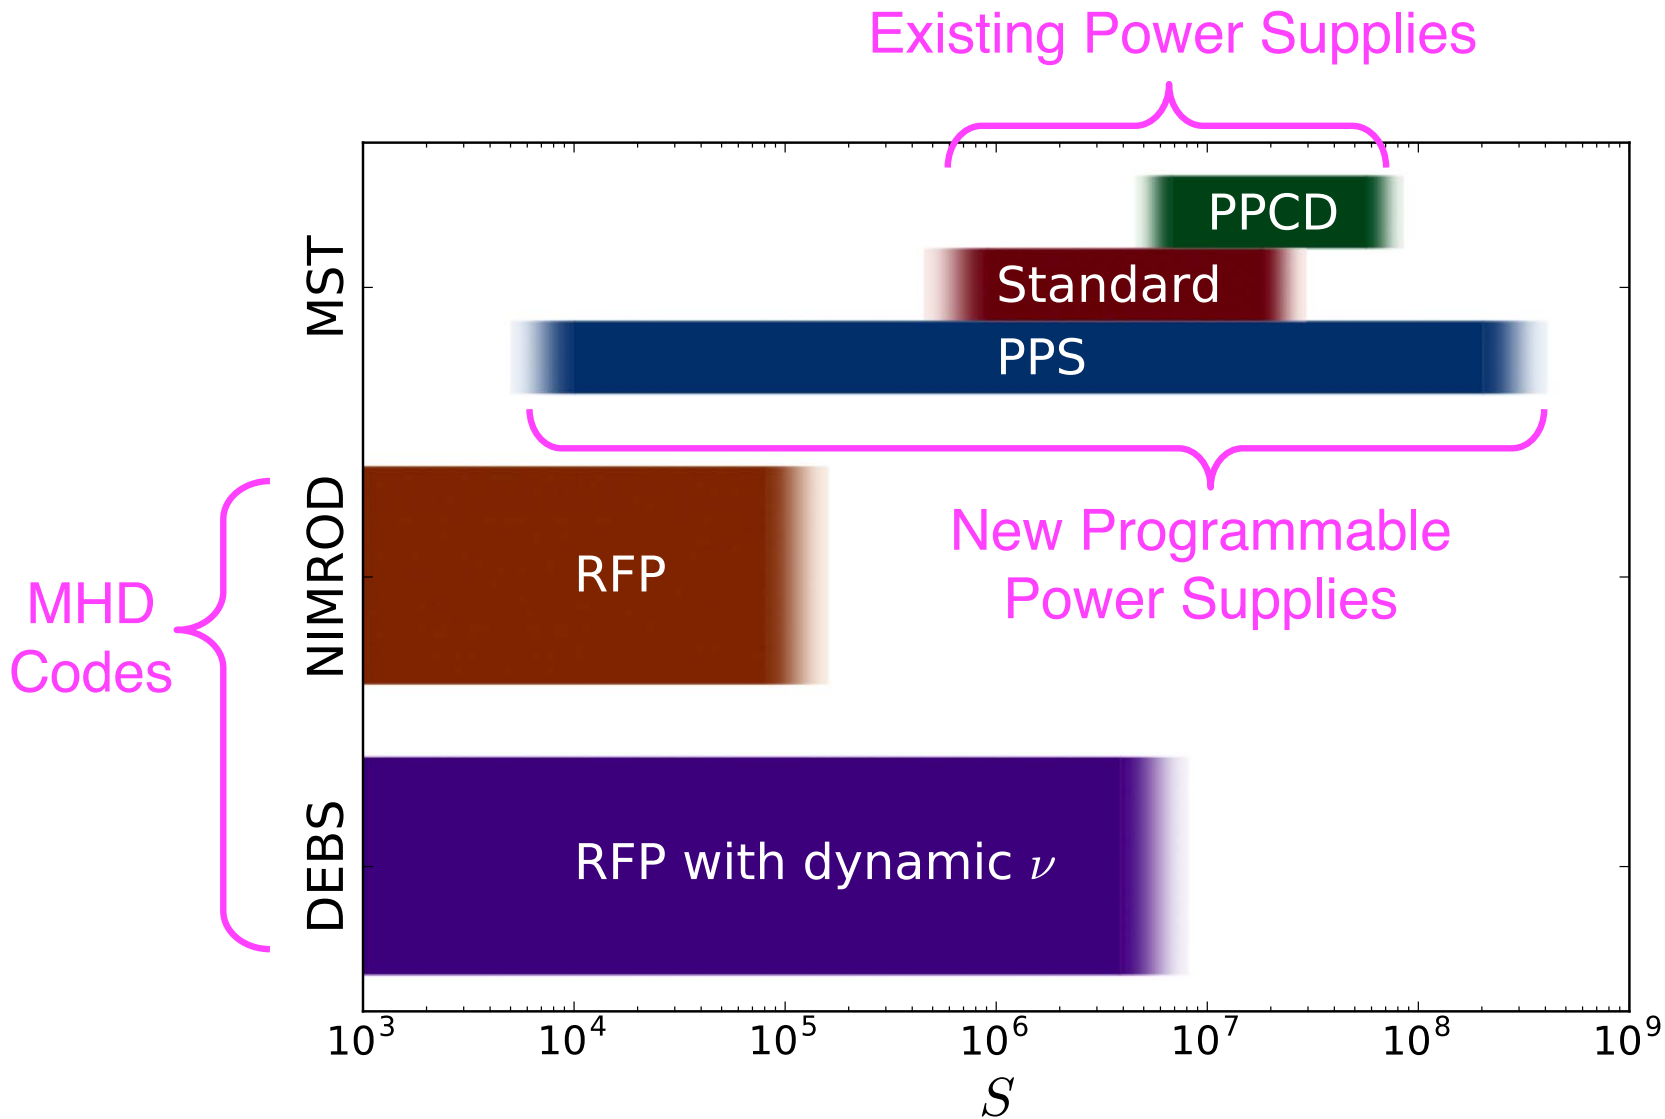 Existing Power Supplies
MST
PPCD
Standard
PPS
New Programmable
Power Supplies
MHD
Codes
NIMROD
RFP
DEBS
RFP with dynamic ν
10³ 10⁴ 10⁵ 10⁶ 10⁷ 10⁸ 10⁹
S